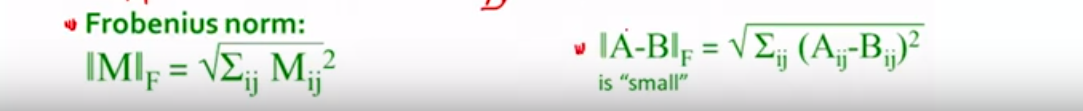 Frobenius norm:
‖M‖F = √Σij Mij²
‖A-B‖F = √Σij (Aij-Bij)²
is “small”